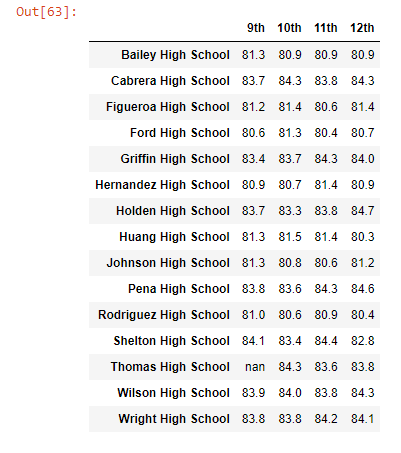 Out[63]:
9th 10th 11th 12th
Bailey High School 81.3 80.9 80.9 80.9
Cabrera High School 83.7 84.3 83.8 84.3
Figueroa High School 81.2 81.4 80.6 81.4
Ford High School 80.6 81.3 80.4 80.7
Griffin High School 83.4 83.7 84.3 84.0
Hernandez High School 80.9 80.7 81.4 80.9
Holden High School 83.7 83.3 83.8 84.7
Huang High School 81.3 81.5 81.4 80.3
Johnson High School 81.3 80.8 80.6 81.2
Pena High School 83.8 83.6 84.3 84.6
Rodriguez High School 81.0 80.6 80.9 80.4
Shelton High School 84.1 83.4 84.4 82.8
Thomas High School nan 84.3 83.6 83.8
Wilson High School 83.9 84.0 83.8 84.3
Wright High School 83.8 83.8 84.2 84.1